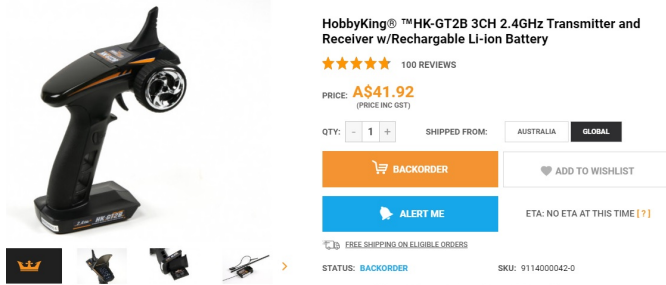 HobbyKing® ™HK-GT2B 3CH 2.4GHz Transmitter and
Receiver w/Rechargable Li-ion Battery
100 REVIEWS
PRICE: A$41.92
(PRICE INC GST)
QTY: - 1 + SHIPPED FROM: AUSTRALIA GLOBAL
BACKORDER ADD TO WISHLIST
ALERT ME ETA: NO ETA AT THIS TIME [ ? ]
FREE SHIPPING ON ELIGIBLE ORDERS
STATUS: BACKORDER SKU: 9114000042-0
2.4GHz HK-GT2B